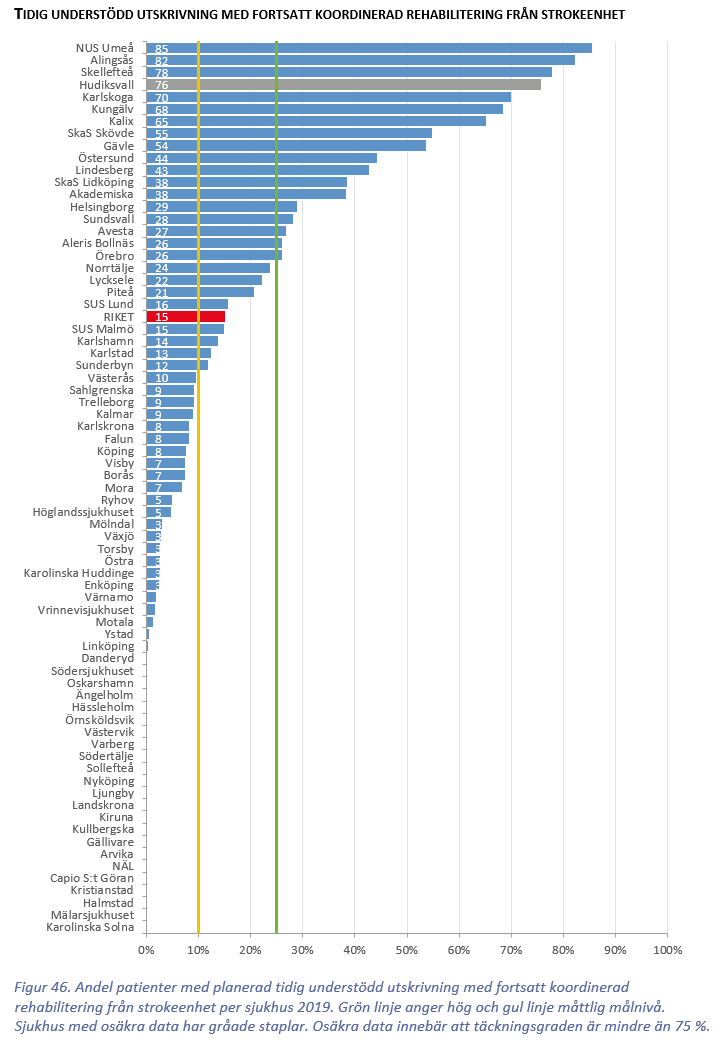 TIDIG UNDERSTÖDD UTSKRIVNING MED FORTSATT KOORDINERAD REHABILITERING FRÅN STROKEENHET
NUS Umeå 85
Alingsås 82
Skellefteå 78
Hudiksvall 76
Karlskoga 70
Kungälv 68
Kalix 65
SkaS Skövde 55
Gävle 54
Östersund 44
Lindesberg 43
SkaS Lidköping 38
Akademiska 38
Helsingborg 29
Sundsvall 28
Avesta 27
Aleris Bollnäs 26
Örebro 26
Norrtälje 24
Lycksele 22
Piteå 21
SUS Lund 16
RIKET 15
SUS Malmö 15
Karlshamn 14
Karlstad 13
Sunderbyn 12
Västerås 10
Sahlgrenska 9
Trelleborg 9
Kalmar 9
Karlskrona 8
Falun 8
Köping 8
Visby 7
Borås 7
Mora 7
Ryhov 5
Höglandssjukhuset 5
Mölndal 3
Växjö 3
Torsby 3
Östra 3
Karolinska Huddinge 3
Enköping 3
Värnamo
Vrinnevisjukhuset
Motala
Ystad
Linköping
Danderyd
Södersjukhuset
Oskarshamn
Ängelholm
Hässleholm
Örnsköldsvik
Västervik
Varberg
Södertälje
Sollefteå
Nyköping
Ljungby
Landskrona
Kiruna
Kullbergska
Gällivare
Arvika
NÄL
Capio S:t Göran
Kristianstad
Halmstad
Mälarsjukhuset
Karolinska Solna
0% 10% 20% 30% 40% 50% 60% 70% 80% 90% 100%
Figur 46. Andel patienter med planerad tidig understödd utskrivning med fortsatt koordinerad
rehabilitering från strokeenhet per sjukhus 2019. Grön linje anger hög och gul linje måttlig målnivå.
Sjukhus med osäkra data har gråade staplar. Osäkra data innebär att täckningsgraden är mindre än 75 %.